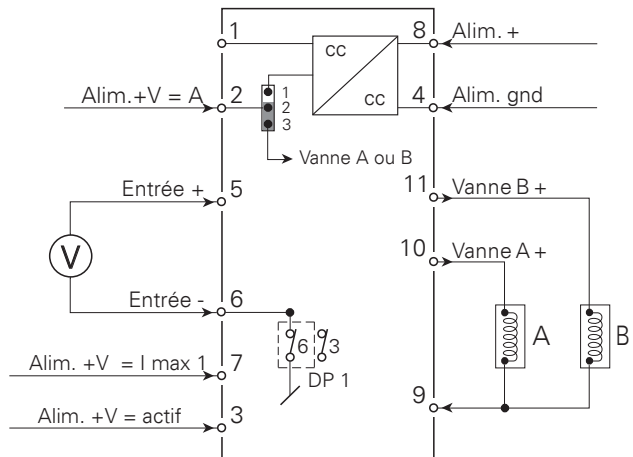 1
8
Alim. +
cc
cc
Alim.+V = A
2
1
2
3
4
Alim. gnd
Vanne A ou B
Entrée +
5
11
Vanne B +
V
10
Vanne A +
Entrée -
6
6
3
A
B
DP 1
Alim. +V = I max 1
7
9
Alim. +V = actif
3